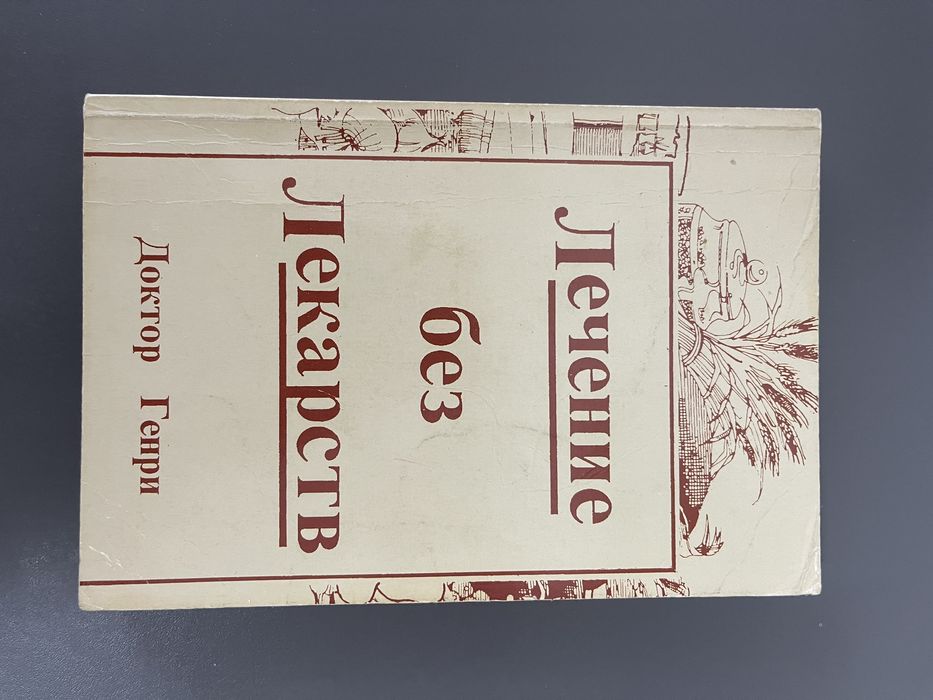 Лечение
без
Лекарств
Доктор Генри